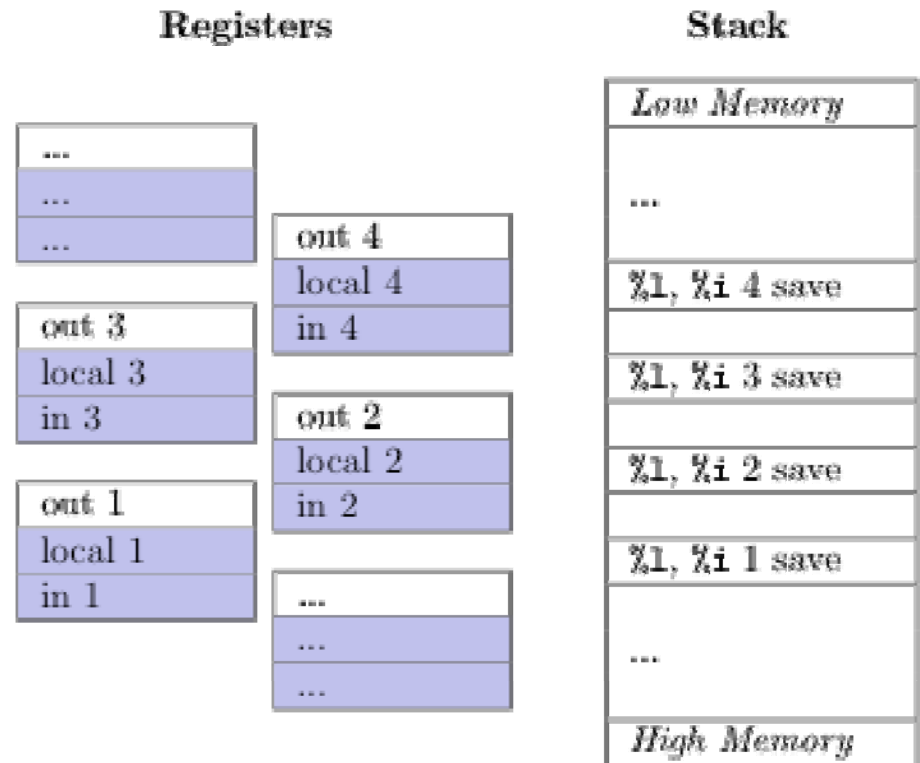 Registers
...
...
...
out 4
local 4
in 4
out 3
local 3
in 3
out 2
local 2
in 2
out 1
local 1
in 1
...
...
...
Stack
Low Memory
...
%l, %i 4 save
%l, %i 3 save
%l, %i 2 save
%l, %i 1 save
...
High Memory